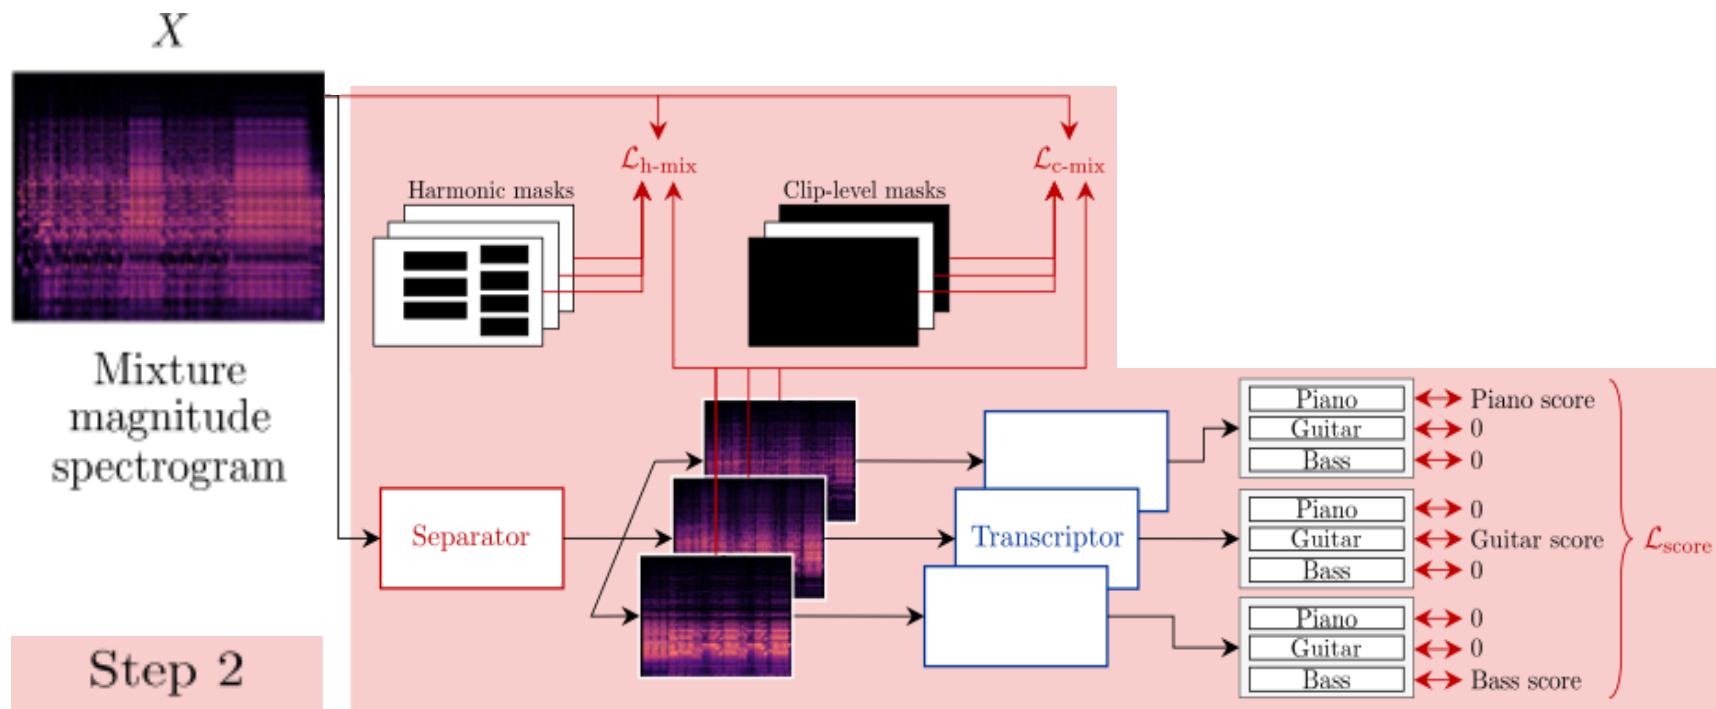 X
Mixture
magnitude
spectrogram
Step 2
ℒh-mix
ℒc-mix
Harmonic masks
Clip-level masks
Separator
Transcriptor
Piano
Guitar
Bass
Piano score
0
0
Piano
Guitar
Bass
0
Guitar score
0
Piano
Guitar
Bass
0
0
Bass score
ℒscore